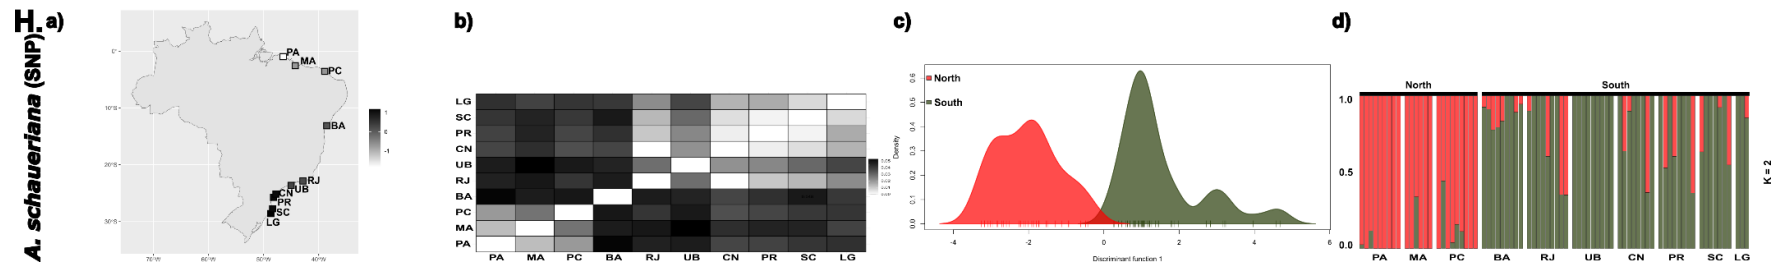 H.
A. schaueriana (SNP)
a)
0°
10°S
20°S
30°S
70°W
60°W
50°W
40°W
PA
MA
PC
BA
RJ
UB
CN
PR
SC
LG
1
0
-1
b)
LG
SC
PR
CN
UB
RJ
BA
PC
MA
PA
PA MA PC BA RJ UB CN PR SC LG
c)
North
South
Density
0.0
0.1
0.2
0.3
0.4
0.5
0.6
-4 -2 0 2 4 6
Discriminant function 1
d)
North South
1.0
0.5
0.0
PA MA PC BA RJ UB CN PR SC LG
K = 2